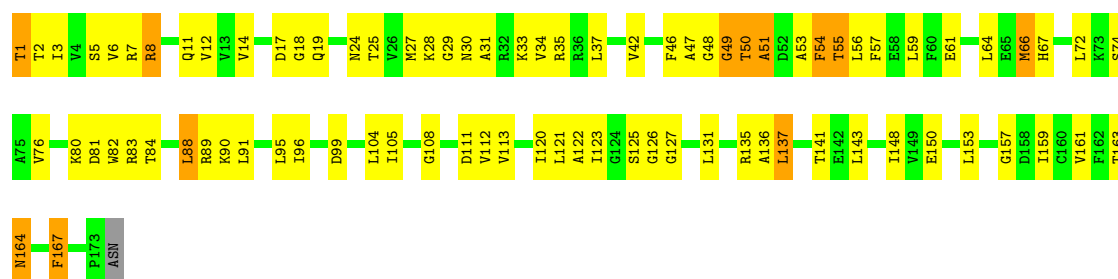 T1 T2 I3 V4 S5 V6 R7 R8 Q11 V12 V13 V14 D17 G18 Q19 N24 T25 V26 M27 K28 G29 N30 A31 R32 K33 V34 R35 R36 L37 V42 F46 A47 G48 G49 T50 A51 D52 A53 F54 T55 L56 F57 E58 L59 F60 E61 L64 E65 M66 H67 L72 K73 S74
A75 V76 K80 D81 W82 R83 T84 L88 R89 K90 L91 L95 I96 D99 L104 I105 G108 D111 V112 V113 I120 L121 A122 I123 G124 S125 G126 G127 L131 R135 A136 L137 T141 E142 L143 I148 V149 E150 L153 G157 D158 I159 C160 V161 F162 T163
N164 F167 P173 ASN